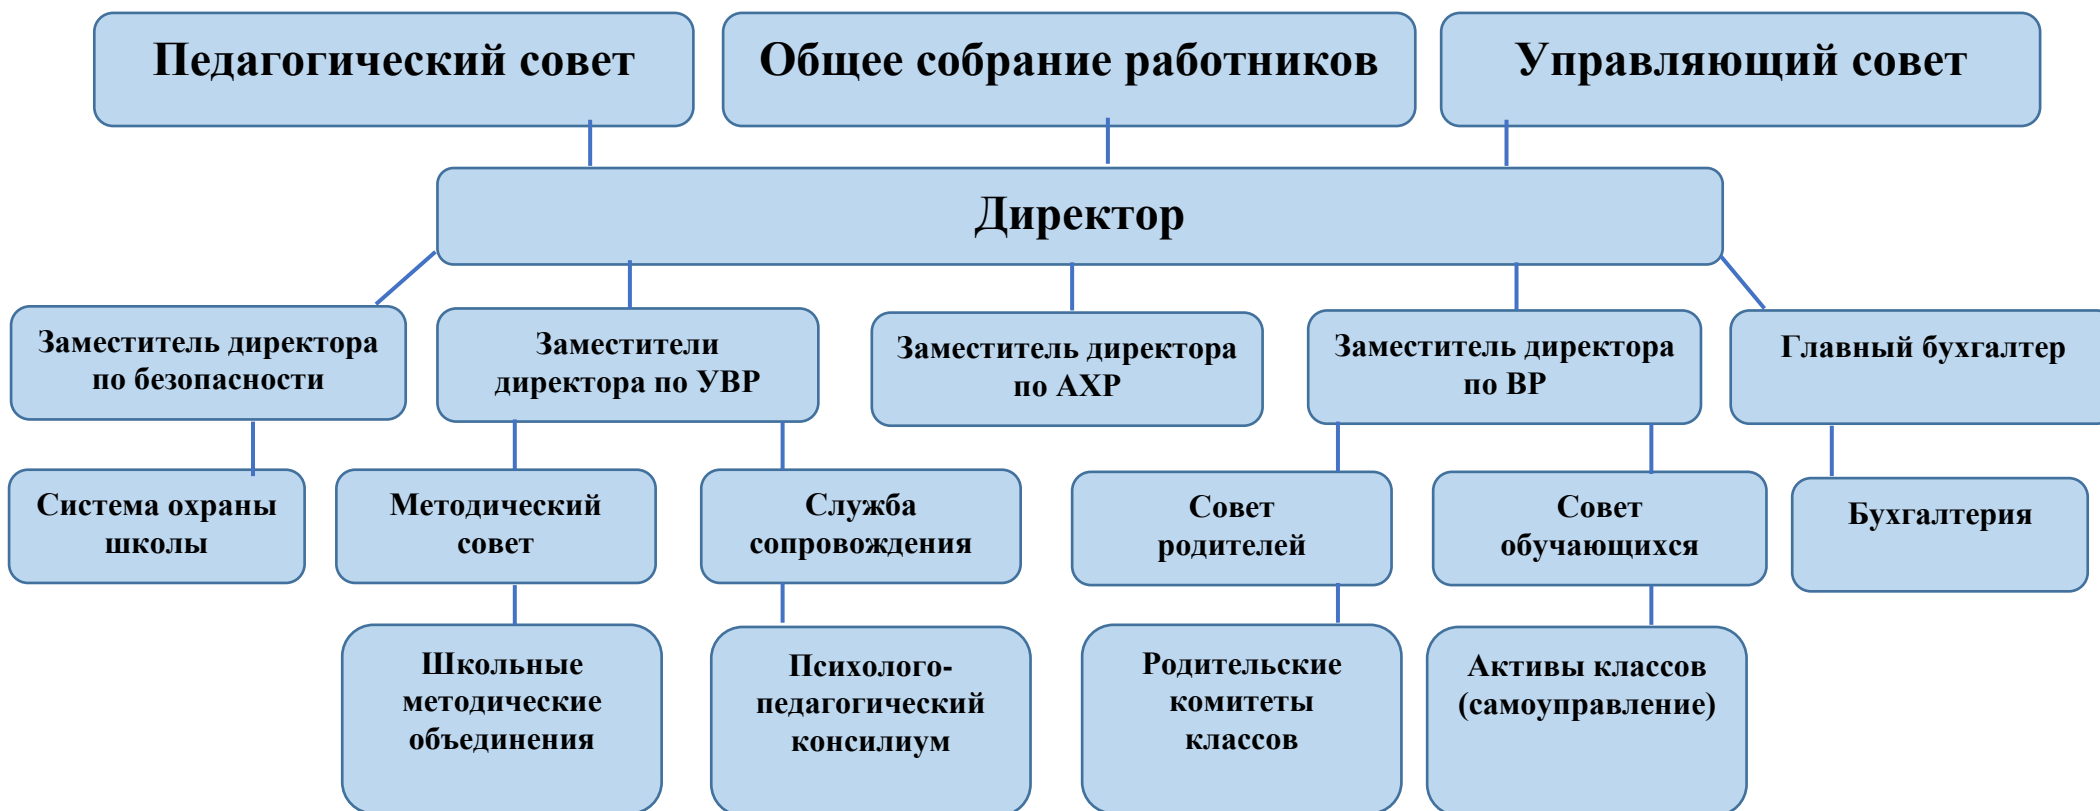 Педагогический совет
Общее собрание работников
Управляющий совет
Директор
Заместитель директора
по безопасности
Заместители
директора по УВР
Заместитель директора
по АХР
Заместитель директора
по ВР
Главный бухгалтер
Система охраны
школы
Методический
совет
Служба
сопровождения
Совет
родителей
Совет
обучающихся
Бухгалтерия
Школьные
методические
объединения
Психолого-
педагогический
консилиум
Родительские
комитеты
классов
Активы классов
(самоуправление)